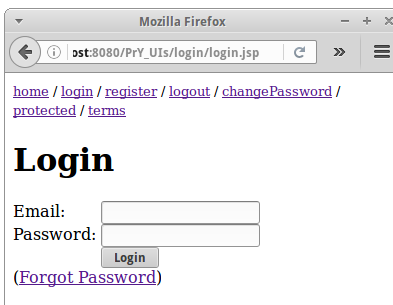 Mozilla Firefox
ost:8080/PrY_UIs/login/login.jsp
home / login / register / logout / changePassword /
protected / terms
Login
Email:
Password:
Login
(Forgot Password)